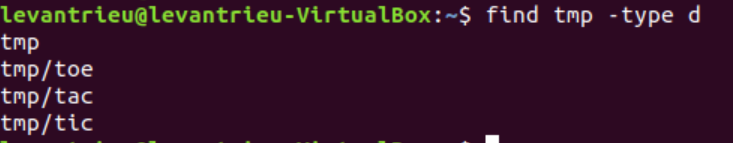 levantrieu@levantrieu-VirtualBox:~$ find tmp -type d
tmp
tmp/toe
tmp/tac
tmp/tic